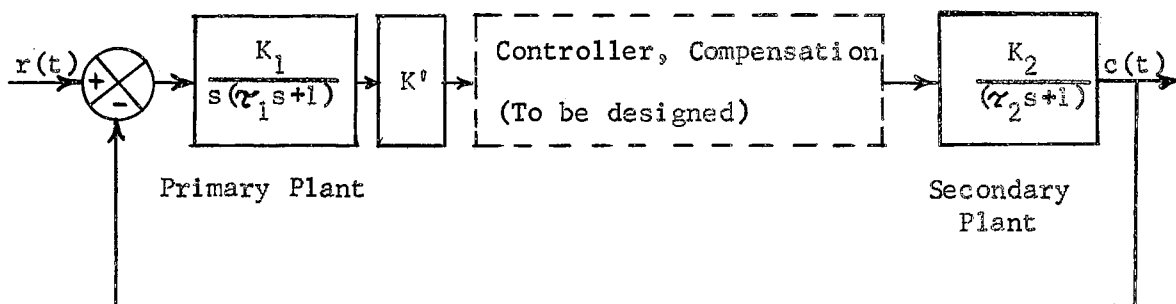 r(t)
+
-
K₁
s(τ₁s+1)
K'
Controller, Compensation
(To be designed)
K₂
(τ₂s+1)
c(t)
Primary Plant
Secondary
Plant